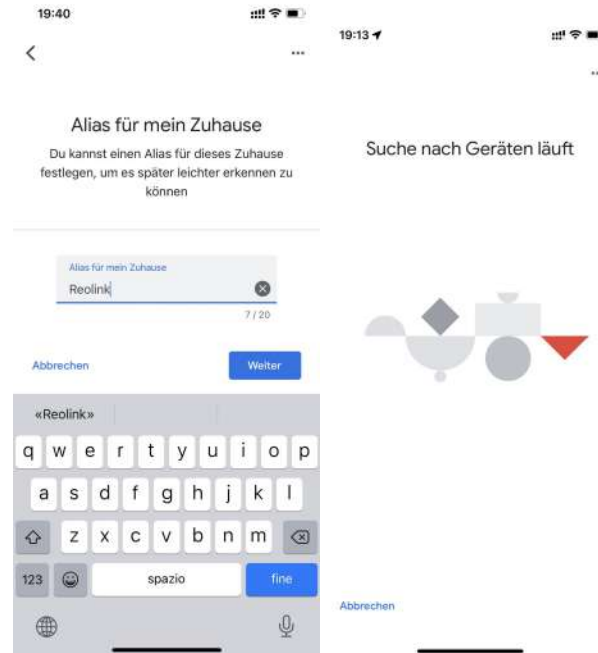 19:40
Alias für mein Zuhause
Du kannst einen Alias für dieses Zuhause
festlegen, um es später leichter erkennen zu
können
Alias für mein Zuhause
Reolink
7 / 20
Abbrechen
Weiter
«Reolink»
q w e r t y u i o p
a s d f g h j k l
z x c v b n m
123
spazio
fine
19:13
Suche nach Geräten läuft
Abbrechen